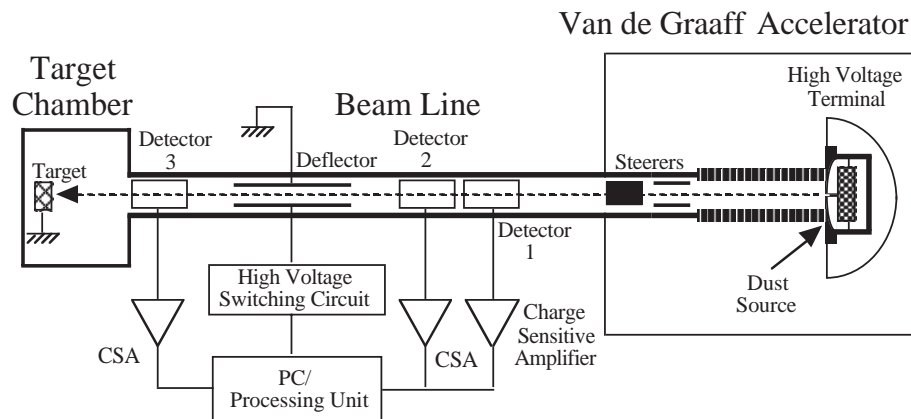 Van de Graaff Accelerator
Target
Chamber
Beam Line
High Voltage
Terminal
Detector
3
Deflector
Detector
2
Steerers
Target
Detector
1
Dust
Source
High Voltage
Switching Circuit
Charge
Sensitive
Amplifier
CSA
CSA
PC/
Processing Unit